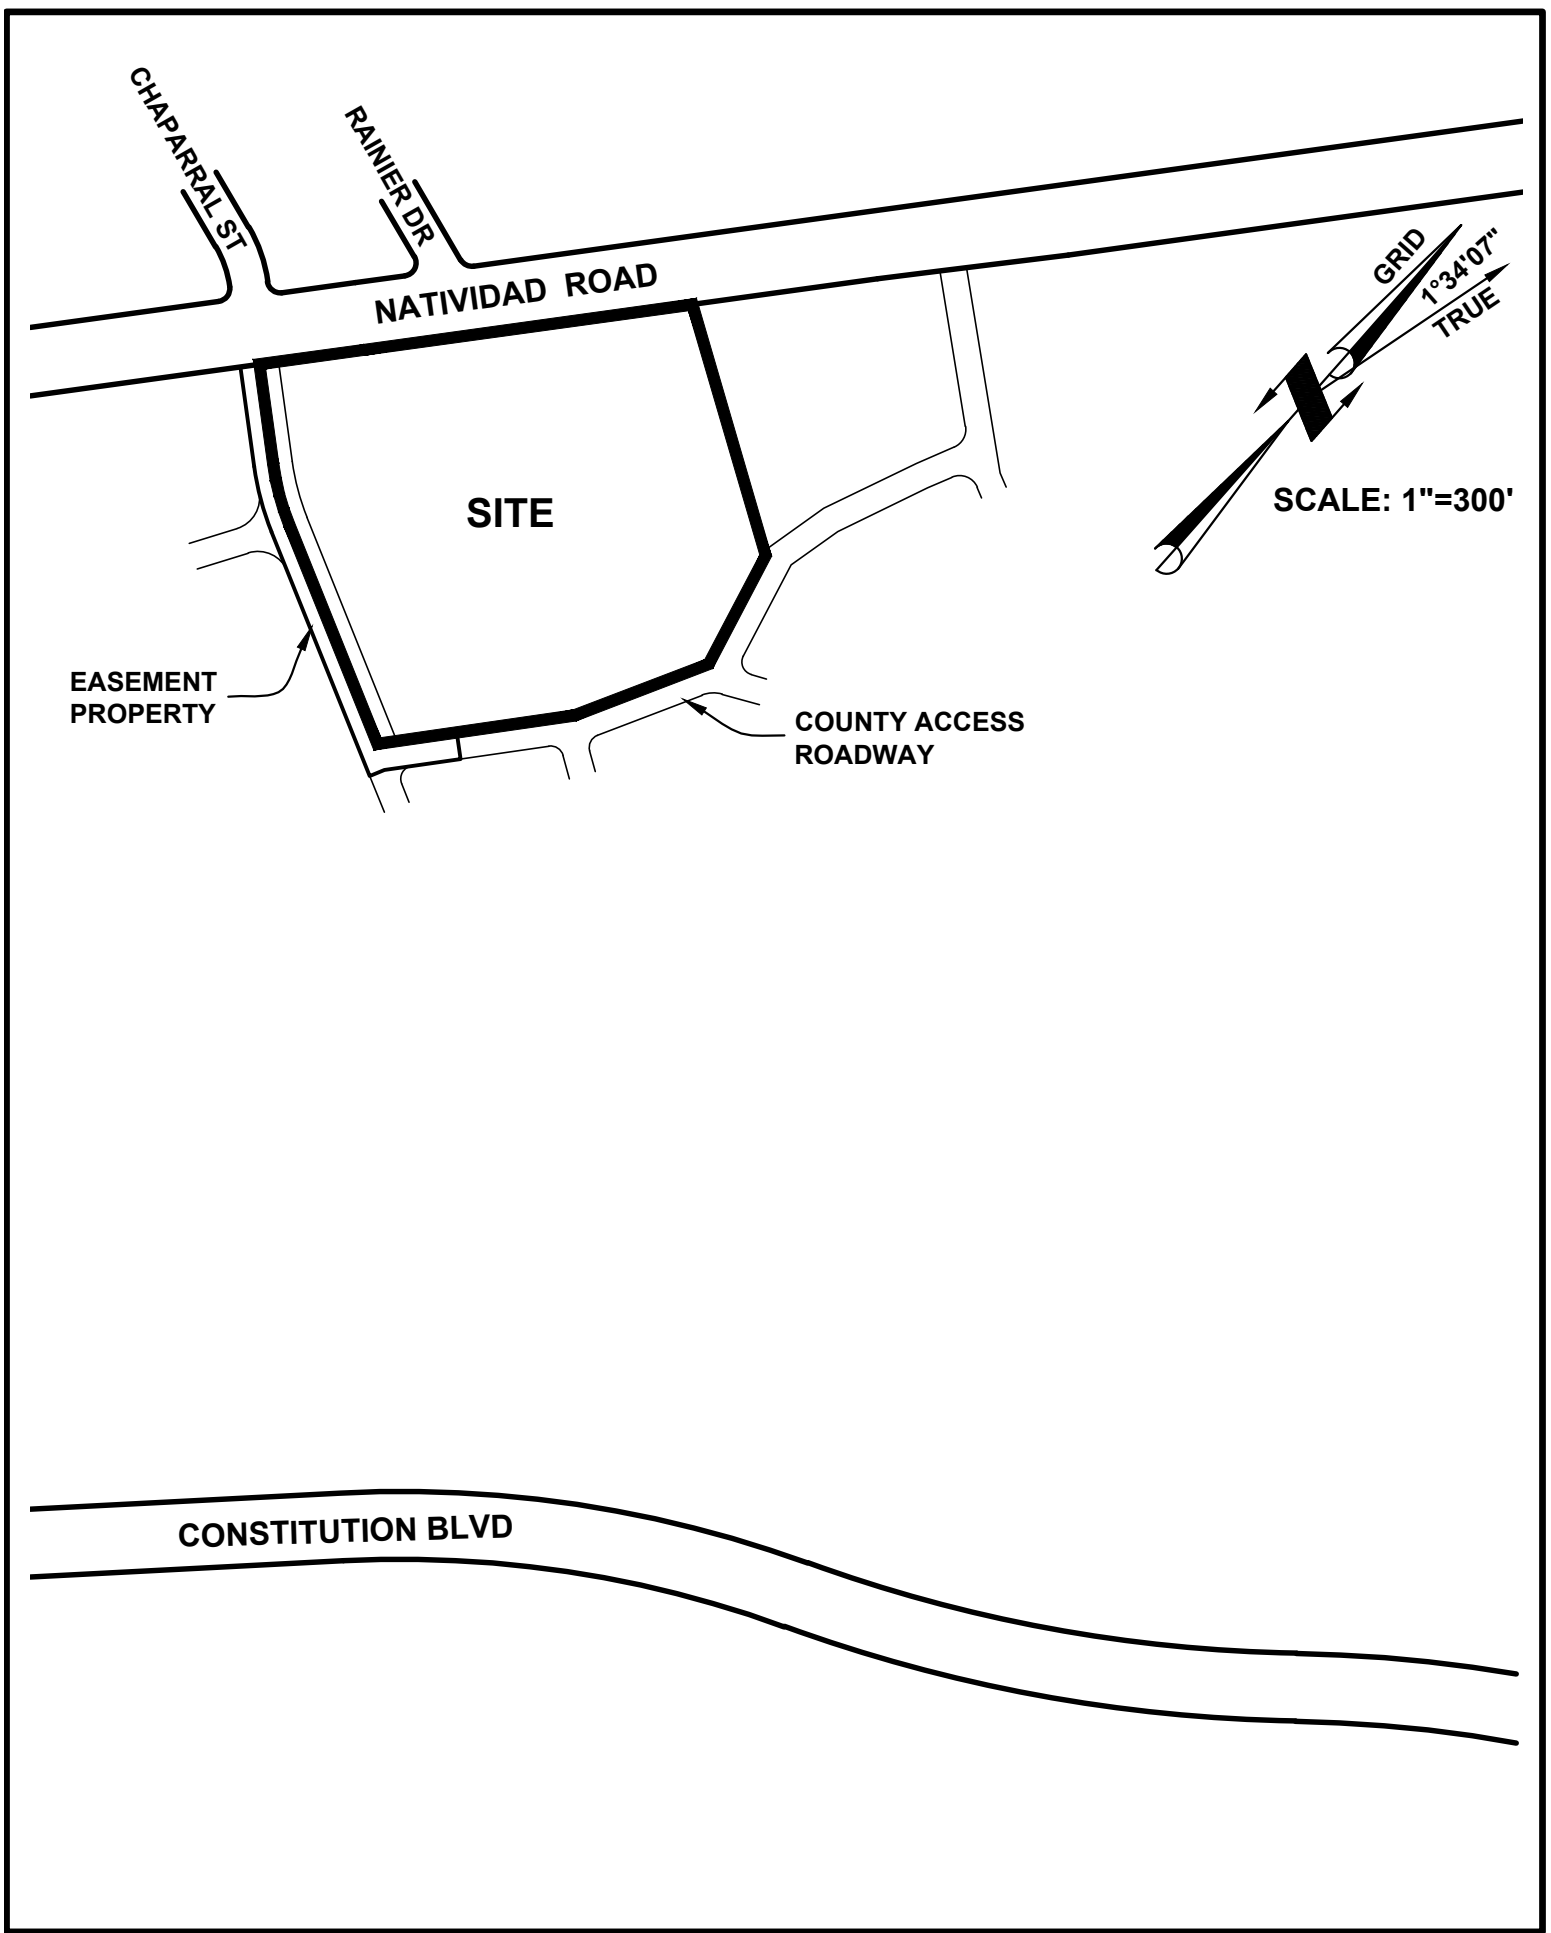 CHAPARRAL ST
RAINIER DR
NATIVIDAD ROAD
GRID
1°34'07"
TRUE
SCALE: 1"=300'
SITE
EASEMENT
PROPERTY
COUNTY ACCESS
ROADWAY
CONSTITUTION BLVD